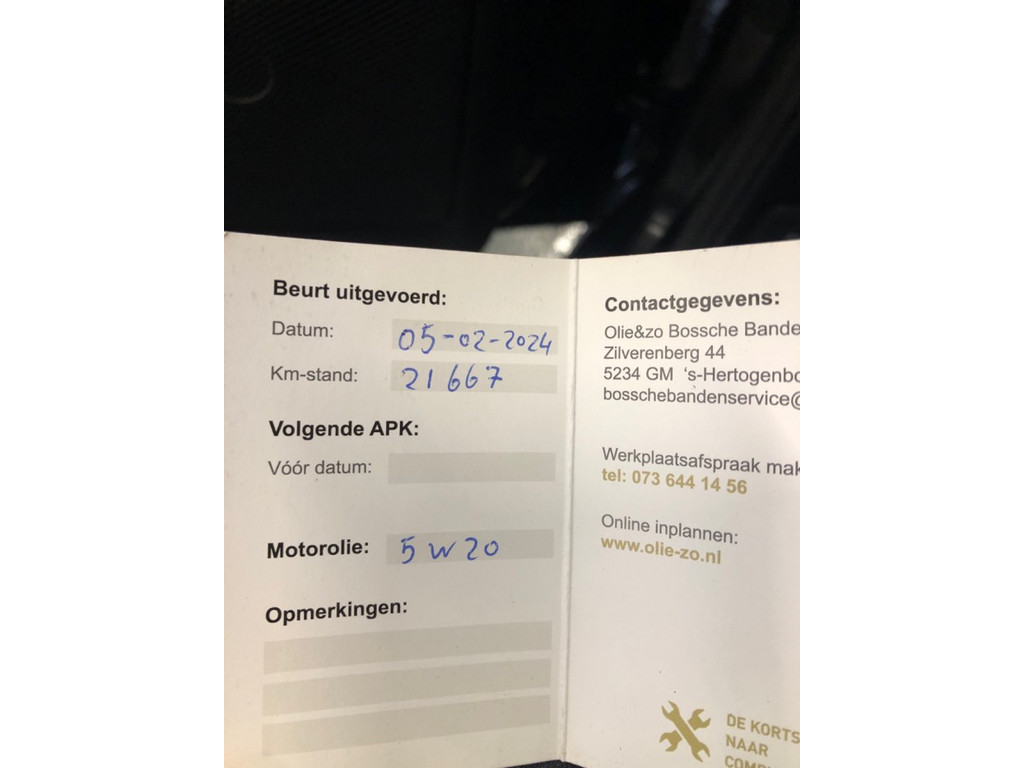 Beurt uitgevoerd:
Datum: 05-02-2024
Km-stand: 21667
Volgende APK:
Vóór datum:
Motorolie: 5W20
Opmerkingen:
Contactgegevens:
Olie&zo Bossche Bande
Zilverenberg 44
5234 GM 's-Hertogenbo
bosschebandenservice@
Werkplaatsafspraak mak
tel: 073 644 14 56
Online inplannen:
www.olie-zo.nl
DE KORTS
NAAR
COMPL